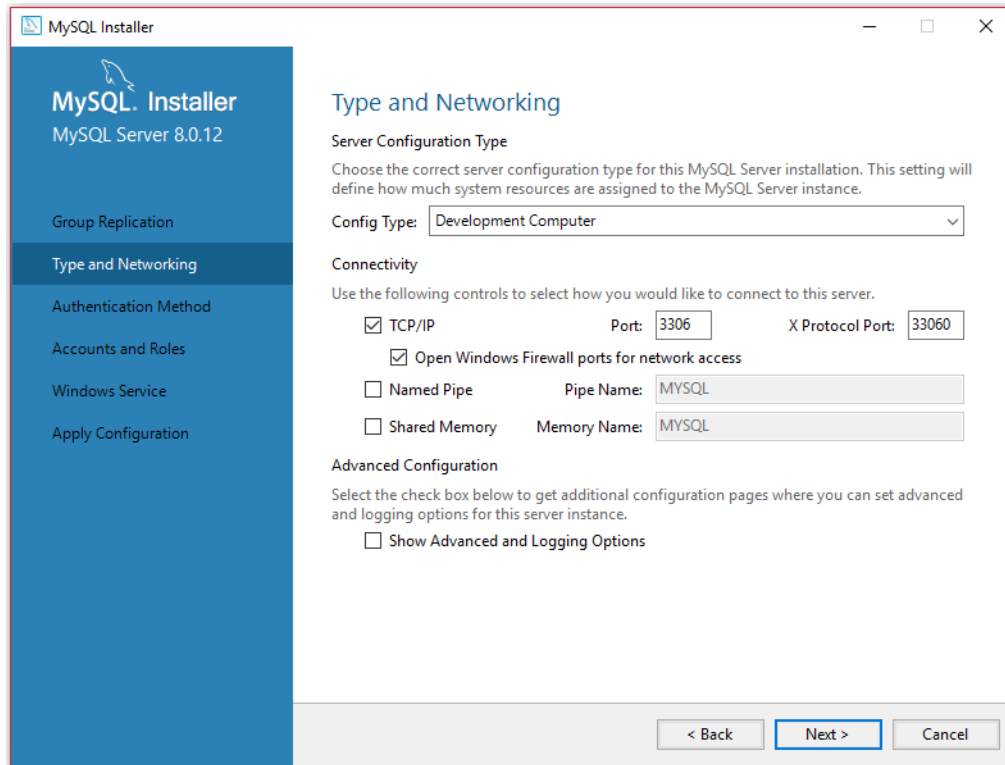 MySQL Installer
MySQL. Installer
MySQL Server 8.0.12
Group Replication
Type and Networking
Authentication Method
Accounts and Roles
Windows Service
Apply Configuration
Type and Networking
Server Configuration Type
Choose the correct server configuration type for this MySQL Server installation. This setting will
define how much system resources are assigned to the MySQL Server instance.
Config Type: Development Computer
Connectivity
Use the following controls to select how you would like to connect to this server.
TCP/IP Port: 3306 X Protocol Port: 33060
Open Windows Firewall ports for network access
Named Pipe Pipe Name: MYSQL
Shared Memory Memory Name: MYSQL
Advanced Configuration
Select the check box below to get additional configuration pages where you can set advanced
and logging options for this server instance.
Show Advanced and Logging Options
< Back Next > Cancel